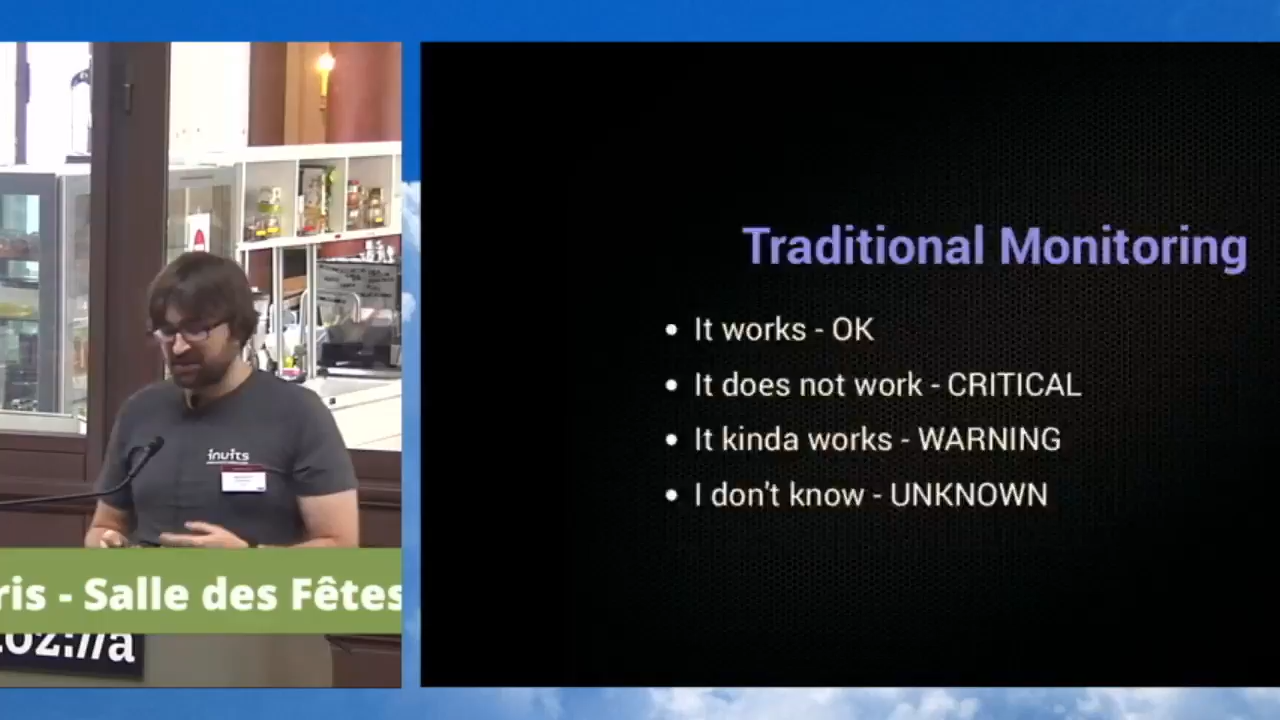 Traditional Monitoring
It works - OK
It does not work - CRITICAL
It kinda works - WARNING
I don't know - UNKNOWN
inuits
ris - Salle des Fêtes
oz://a